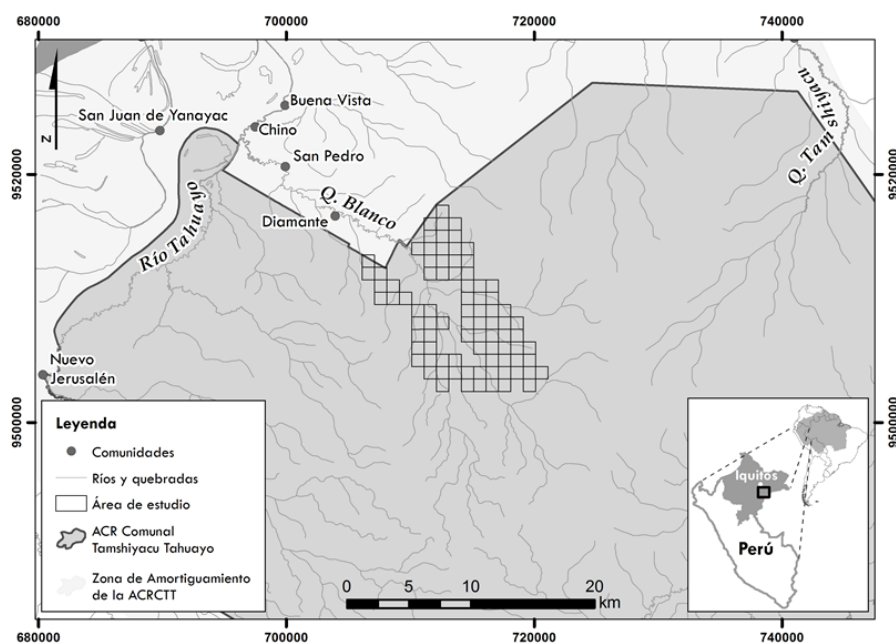 680000
700000
720000
740000
9520000
9520000
N
San Juan de Yanayac
Buena Vista
Chino
San Pedro
Q. Blanco
Diamante
Río Tahuayo
Q. Tam
shiyacu
Nuevo
Jerusalén
9500000
9500000
Leyenda
Comunidades
Ríos y quebradas
Área de estudio
ACR Comunal
Tamshiyacu Tahuayo
Zona de Amortiguamiento
de la ACRCTT
0 5 10 20
km
Iquitos
Perú
680000
700000
720000
740000